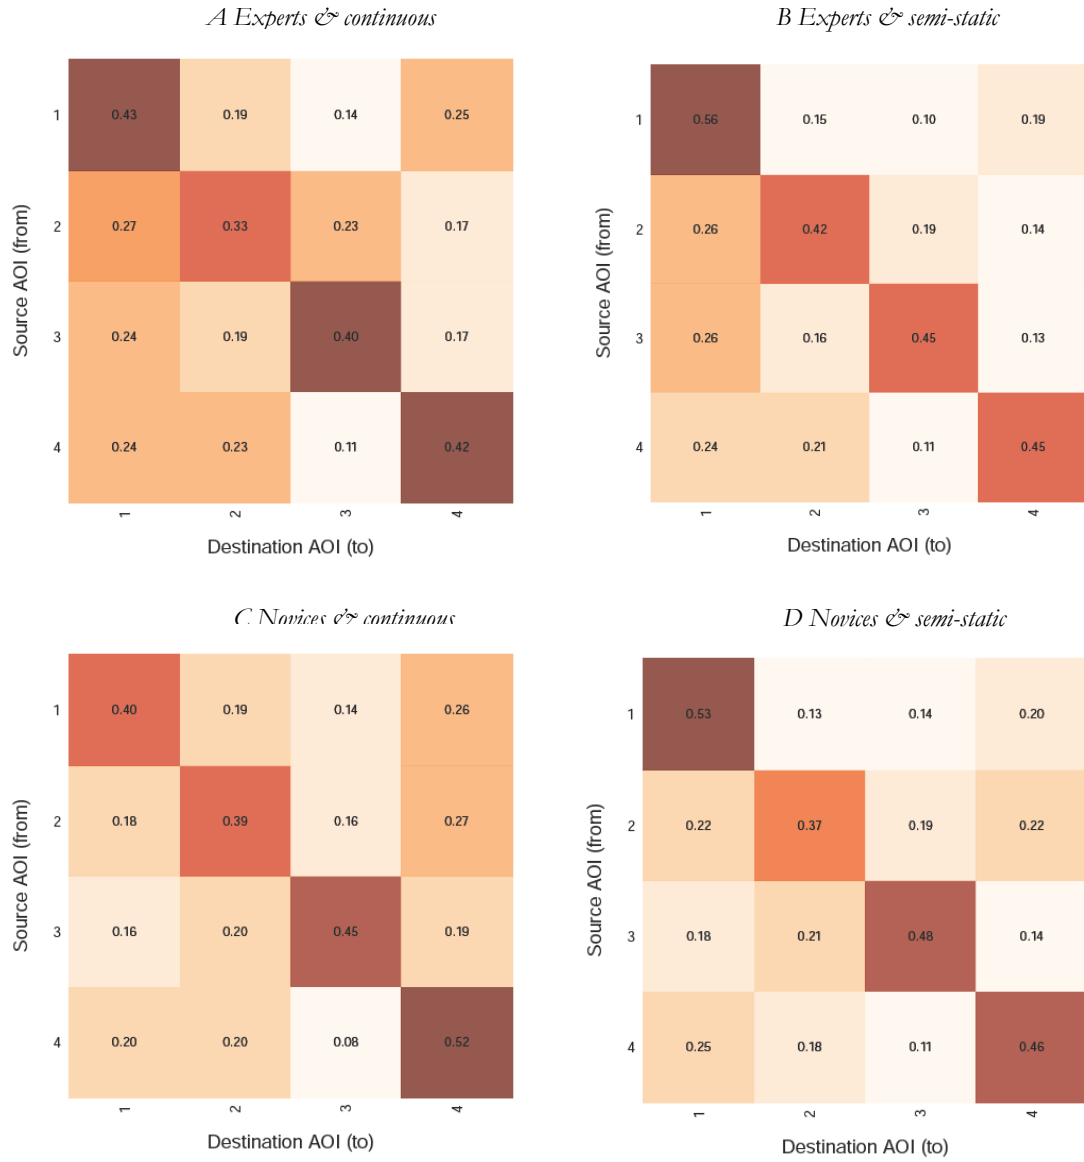 A Experts & continuous
B Experts & semi-static
1 0.43 0.19 0.14 0.25
2 0.27 0.33 0.23 0.17
3 0.24 0.19 0.40 0.17
4 0.24 0.23 0.11 0.42
1 2 3 4
Source AOI (from)
Destination AOI (to)
1 0.56 0.15 0.10 0.19
2 0.26 0.42 0.19 0.14
3 0.26 0.16 0.45 0.13
4 0.24 0.21 0.11 0.45
1 2 3 4
Source AOI (from)
Destination AOI (to)
C Novices & continuous
D Novices & semi-static
1 0.40 0.19 0.14 0.26
2 0.18 0.39 0.16 0.27
3 0.16 0.20 0.45 0.19
4 0.20 0.20 0.08 0.52
1 2 3 4
Source AOI (from)
Destination AOI (to)
1 0.53 0.13 0.14 0.20
2 0.22 0.37 0.19 0.22
3 0.18 0.21 0.48 0.14
4 0.25 0.18 0.11 0.46
1 2 3 4
Source AOI (from)
Destination AOI (to)